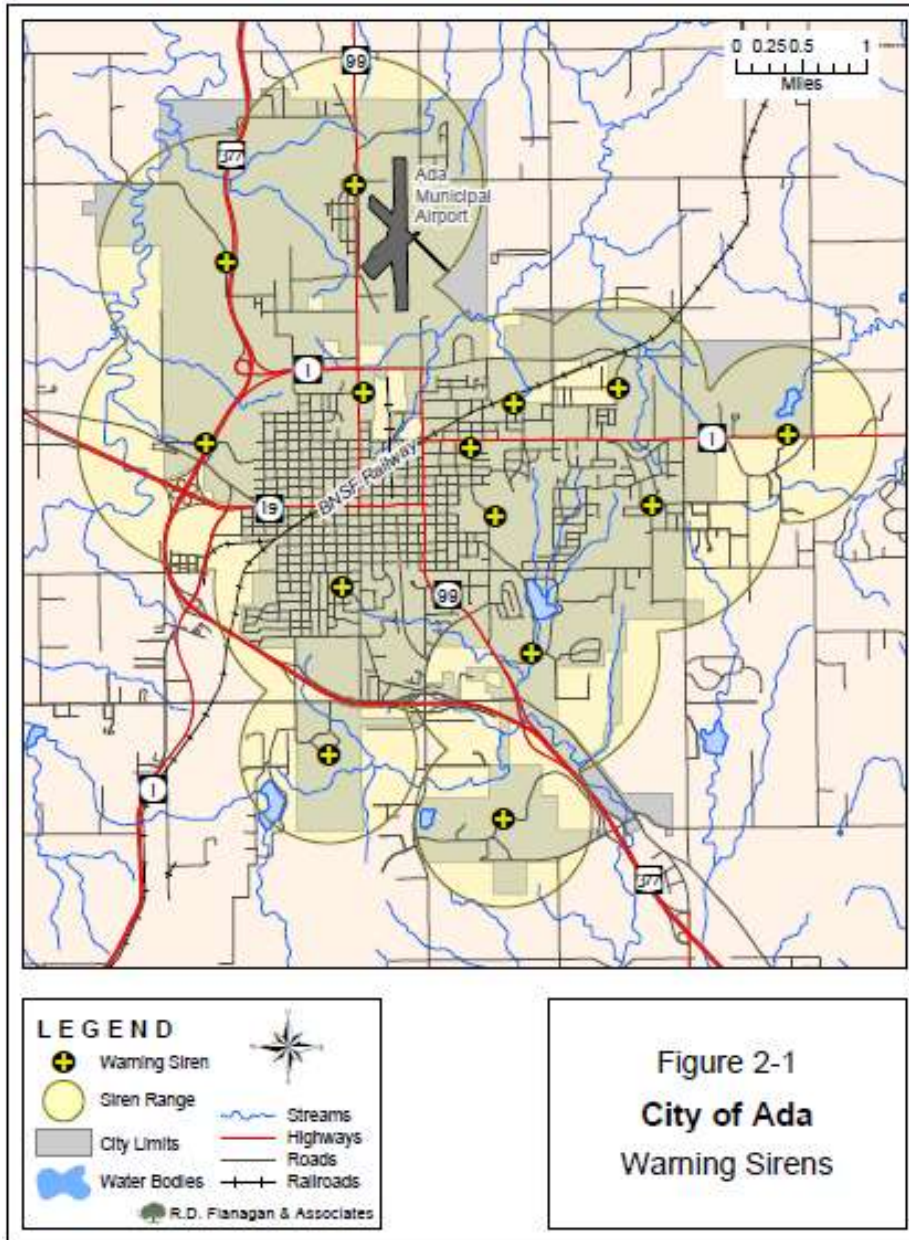 0 0.25 0.5 1
Miles
99
377
Ada
Municipal
Airport
1
1
BNSF Railway
19
99
1
377
LEGEND
Warning Siren
Siren Range
City Limits
Water Bodies
Streams
Highways
Roads
Railroads
R.D. Flanagan & Associates
Figure 2-1
City of Ada
Warning Sirens